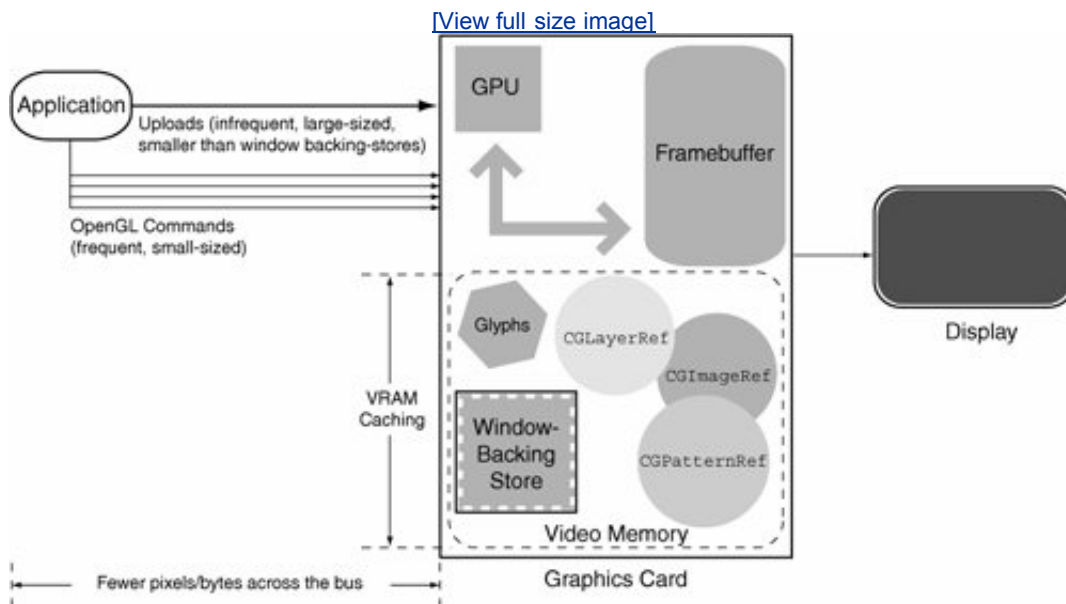 [View full size image]
Application
Uploads (infrequent, large-sized,
smaller than window backing-stores)
OpenGL Commands
(frequent, small-sized)
GPU
Framebuffer
Display
VRAM
Caching
Glyphs
CGLayerRef
CGImageRef
CGPatternRef
Window-
Backing
Store
Video Memory
Fewer pixels/bytes across the bus
Graphics Card